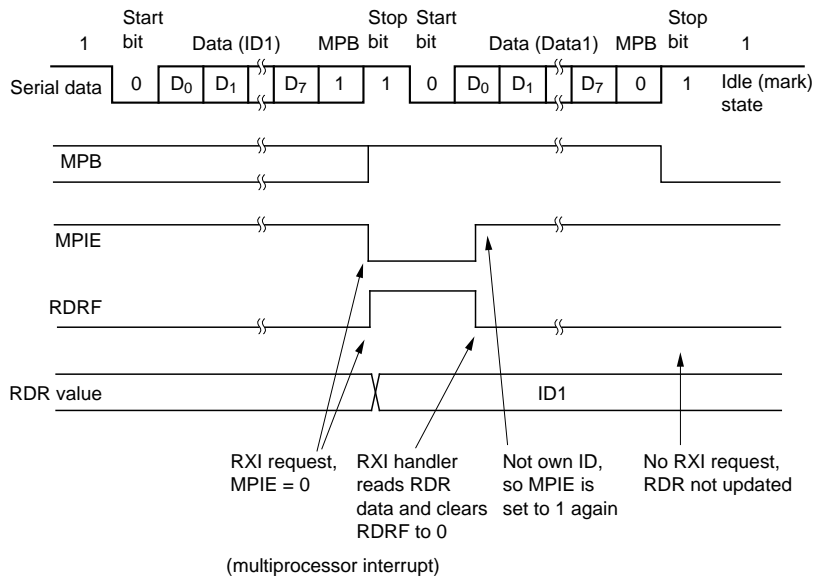 Start bit
Data (ID1)
MPB
Stop bit
Start bit
Data (Data1)
MPB
Stop bit
1
1
Serial data
0
D0
D1
D7
1
1
0
D0
D1
D7
0
1
Idle (mark) state
MPB
MPIE
RDRF
RDR value
ID1
RXI request,
MPIE = 0
RXI handler
reads RDR
data and clears
RDRF to 0
Not own ID,
so MPIE is
set to 1 again
No RXI request,
RDR not updated
(multiprocessor interrupt)